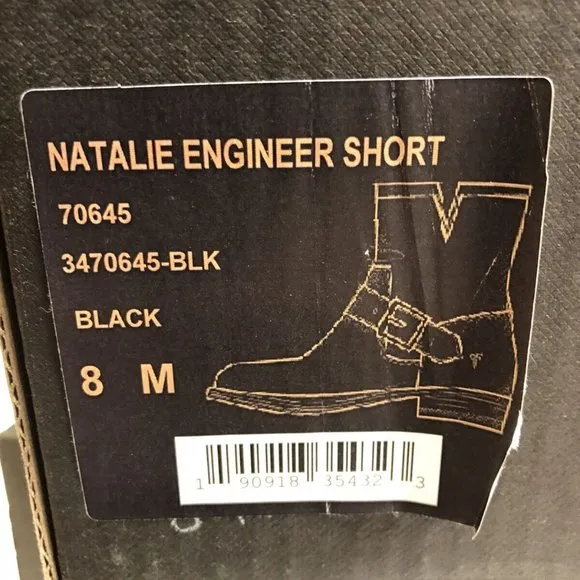 NATALIE ENGINEER SHORT
70645
3470645-BLK
BLACK
8 M
1 90918 35432 3